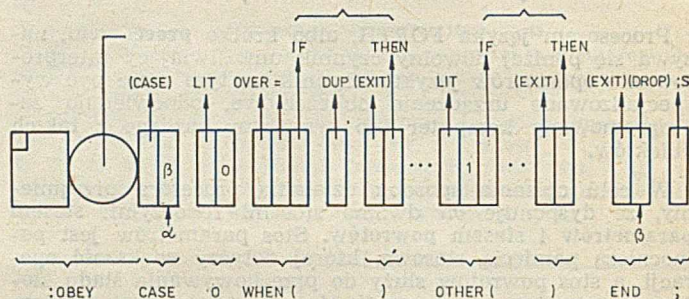 IF THEN IF THEN
(CASE) LIT OVER = DUP (EXIT) LIT (EXIT) (EXIT)(DROP) ;S
β 0 ... 1 ..
α β
:OBEY CASE 0 WHEN( ) OTHER( ) END ;